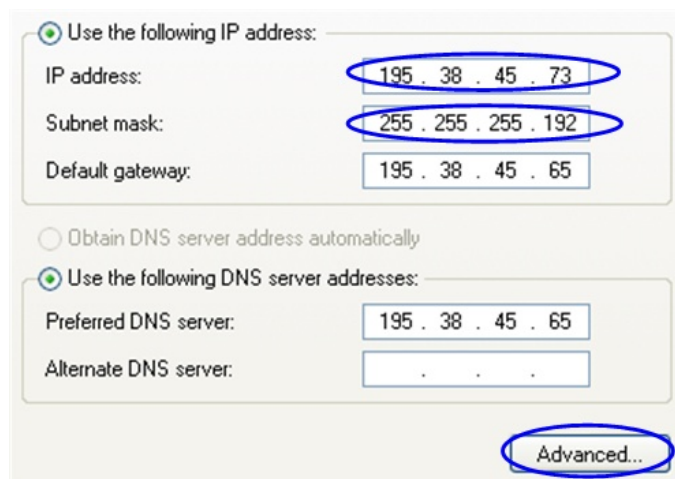 Use the following IP address:
IP address: 195 . 38 . 45 . 73
Subnet mask: 255 . 255 . 255 . 192
Default gateway: 195 . 38 . 45 . 65
Obtain DNS server address automatically
Use the following DNS server addresses:
Preferred DNS server: 195 . 38 . 45 . 65
Alternate DNS server: . . .
Advanced...